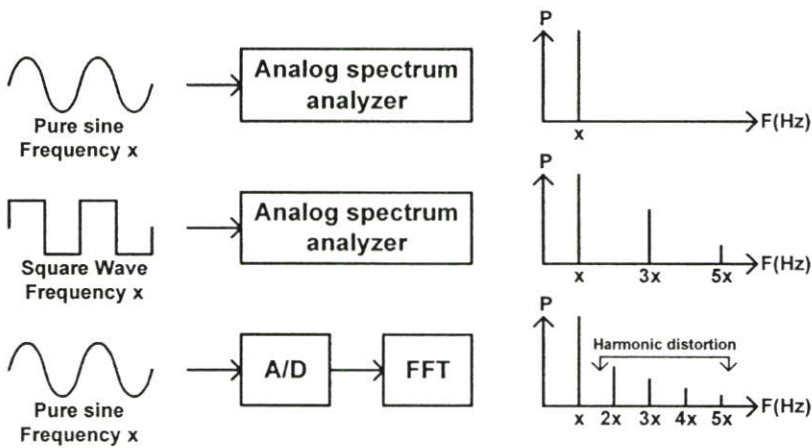 Pure sine
Frequency x
Analog spectrum
analyzer
P
x
F(Hz)
Square Wave
Frequency x
Analog spectrum
analyzer
P
x 3x 5x
F(Hz)
Pure sine
Frequency x
A/D
FFT
P
Harmonic distortion
x 2x 3x 4x 5x
F(Hz)